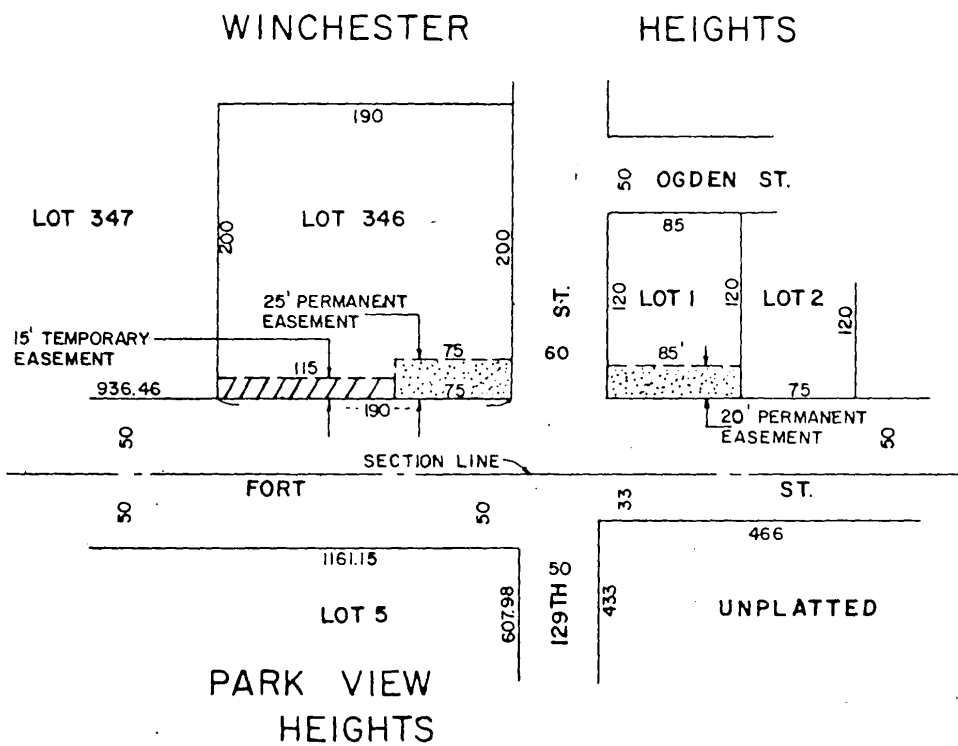 WINCHESTER HEIGHTS
190
50 OGDEN ST.
LOT 347
200
LOT 346
200
85
25' PERMANENT
EASEMENT
ST.
60
120
LOT 1
120
LOT 2
120
15' TEMPORARY
EASEMENT
115
75
85'
936.46
190
75
75
20' PERMANENT
EASEMENT
50
50
SECTION LINE
FORT ST.
50
50
33
466
1161.15
LOT 5
607.98
129TH
50
433
UNPLATTED
PARK VIEW
HEIGHTS